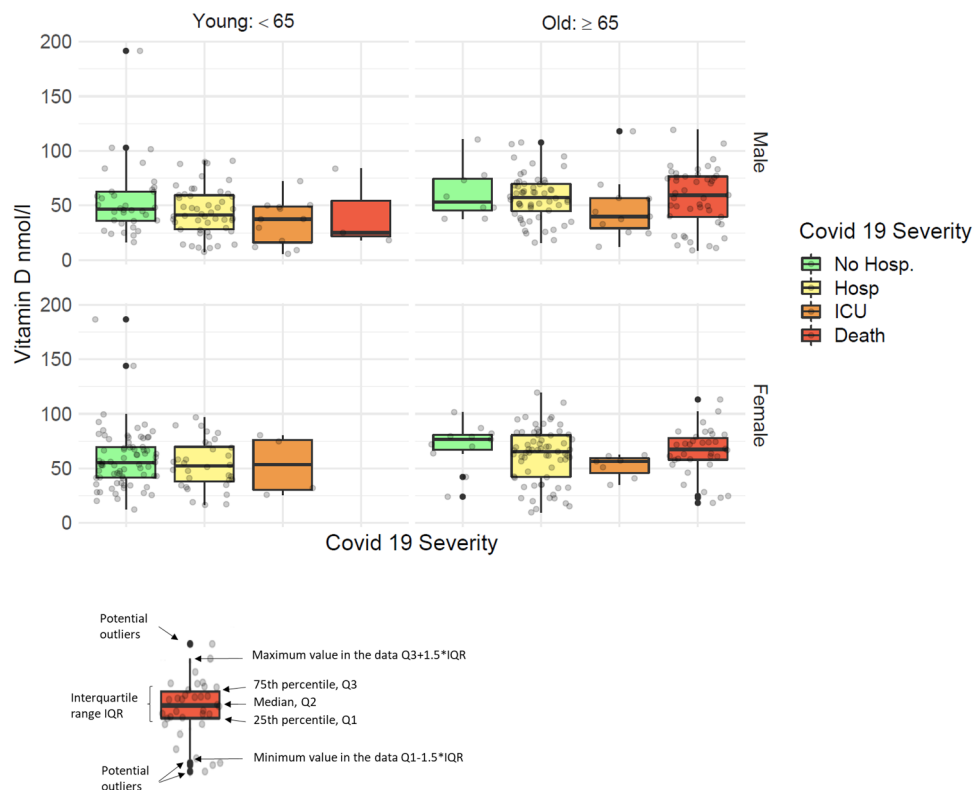 Young: < 65
Old: ≥ 65
200
150
100
50
0
Male
200
150
100
50
0
Female
Vitamin D nmol/l
Covid 19 Severity
Covid 19 Severity
No Hosp.
Hosp
ICU
Death
Potential
outliers
Maximum value in the data Q3+1.5*IQR
75th percentile, Q3
Interquartile
range IQR
Median, Q2
25th percentile, Q1
Minimum value in the data Q1-1.5*IQR
Potential
outliers